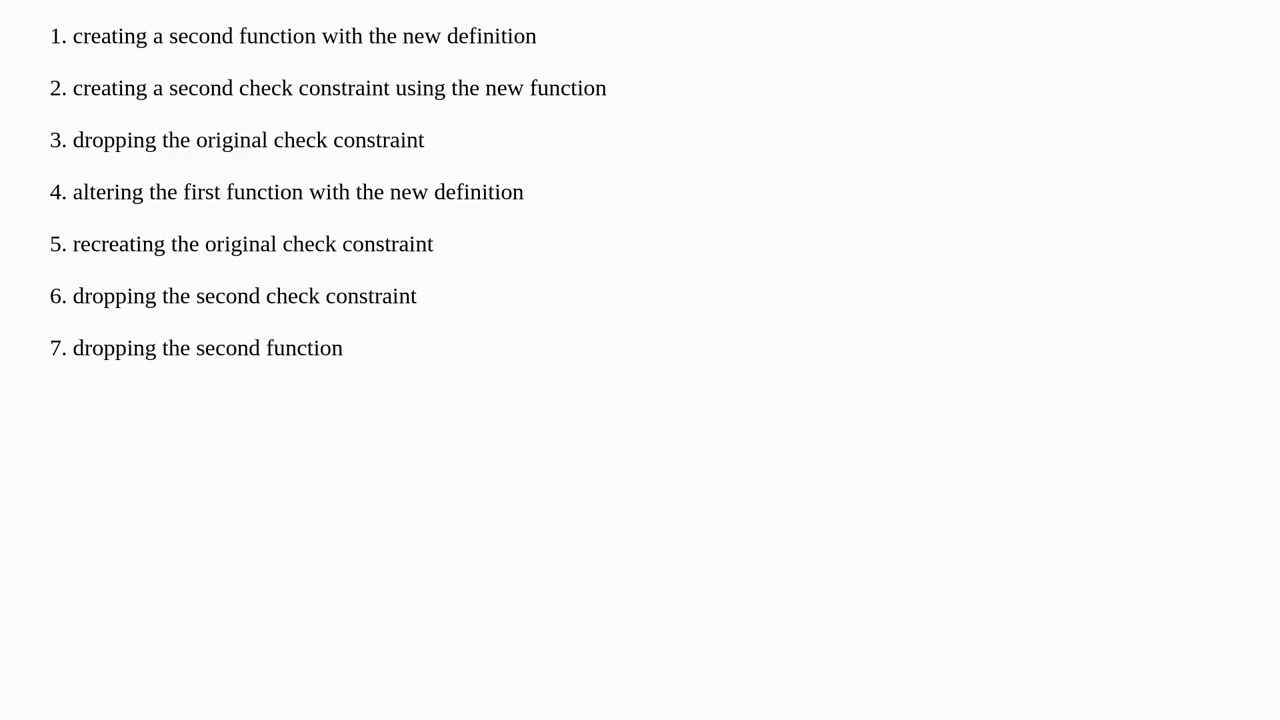 1. creating a second function with the new definition
2. creating a second check constraint using the new function
3. dropping the original check constraint
4. altering the first function with the new definition
5. recreating the original check constraint
6. dropping the second check constraint
7. dropping the second function